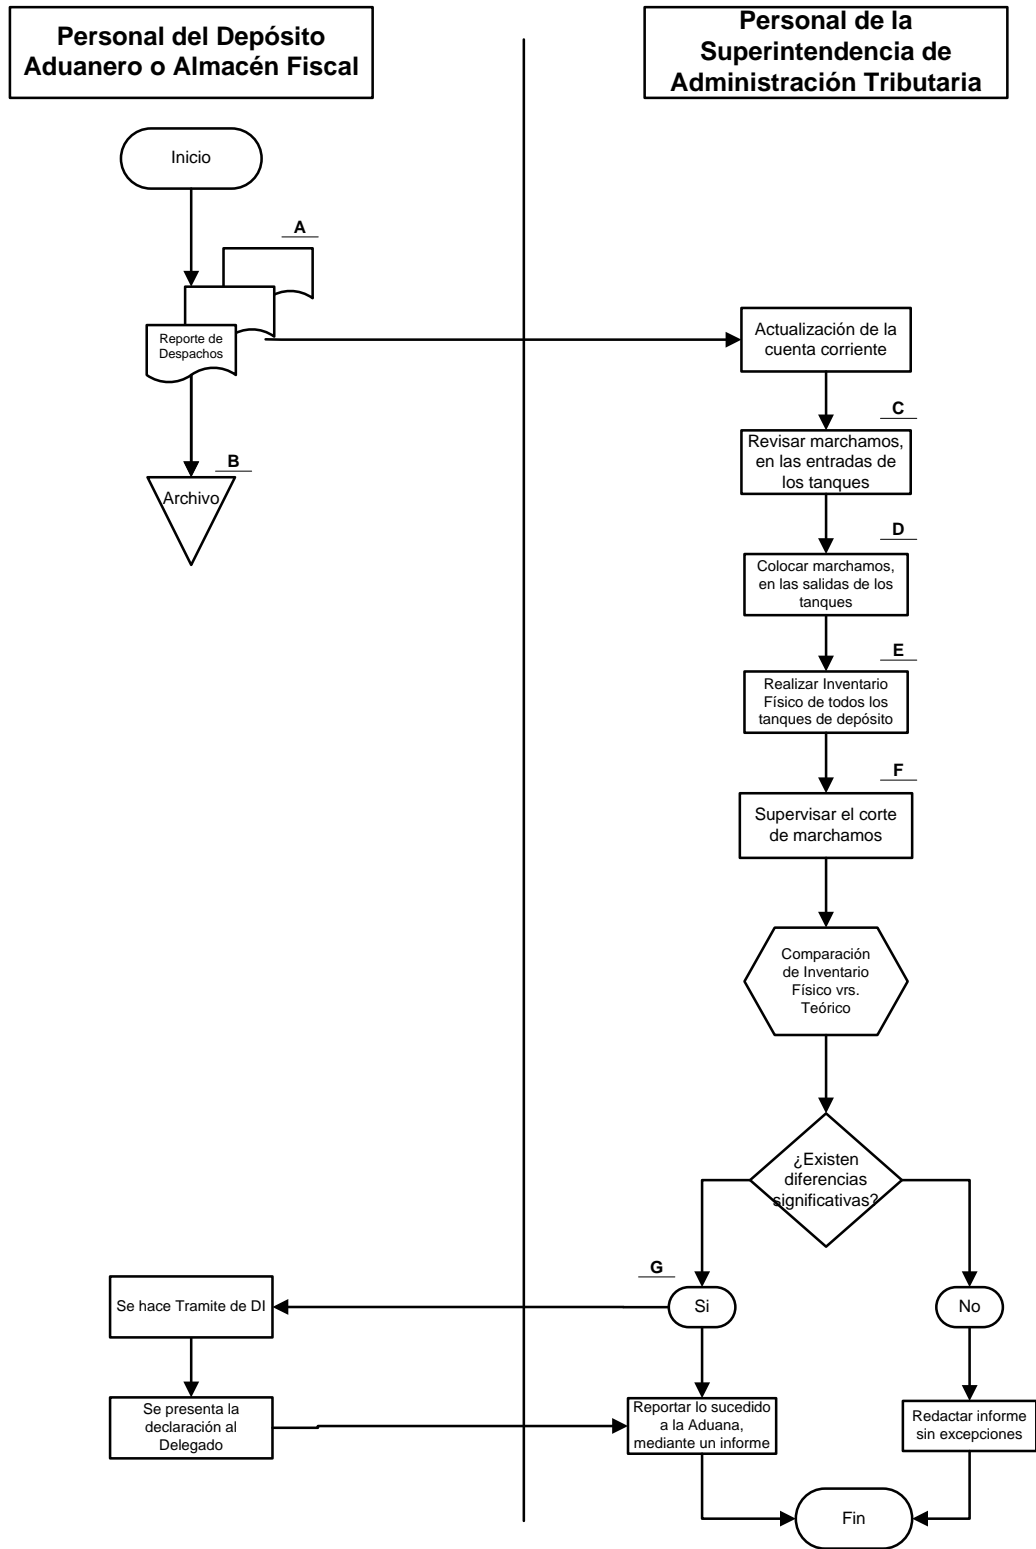 Personal del Depósito
Aduanero o Almacén Fiscal
Personal de la
Superintendencia de
Administración Tributaria
Inicio
A
Reporte de
Despachos
Actualización de la
cuenta corriente
B
Archivo
C
Revisar marchamos,
en las entradas de
los tanques
D
Colocar marchamos,
en las salidas de los
tanques
E
Realizar Inventario
Físico de todos los
tanques de depósito
F
Supervisar el corte
de marchamos
Comparación
de Inventario
Físico vrs.
Teórico
¿Existen
diferencias
significativas?
G
Si
No
Se hace Tramite de DI
Se presenta la
declaración al
Delegado
Reportar lo sucedido
a la Aduana,
mediante un informe
Redactar informe
sin excepciones
Fin